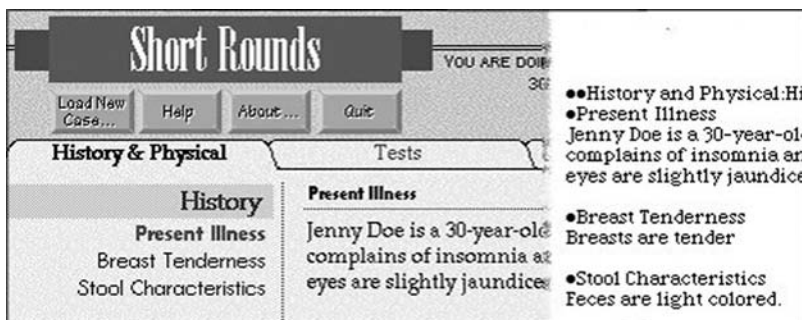 Short Rounds
YOU ARE
Load New
Case...
Help
About...
Quit
History & Physical
Tests
History
Present Illness
Breast Tenderness
Stool Characteristics
Present Illness
Jenny Doe is a 30-year-old
complains of insomnia
eyes are slightly
••History and Physical:Hi
•Present Illness
Jenny Doe is a 30-year-ol
complains of insomnia an
eyes are slightly jaundice
•Breast Tenderness
Breasts are tender
•Stool Characteristics
Feces are light colored.